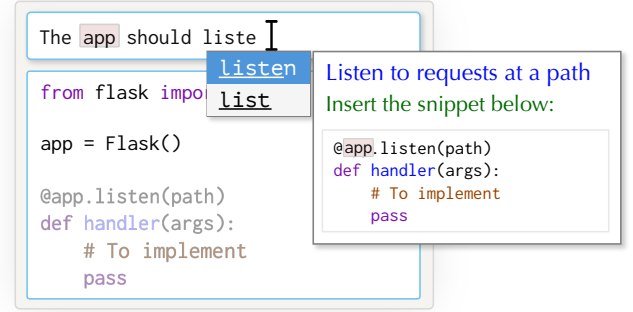 The app should liste
listen
list
from flask impor
app = Flask()
@app.listen(path)
def handler(args):
# To implement
pass
Listen to requests at a path
Insert the snippet below:
@app.listen(path)
def handler(args):
# To implement
pass